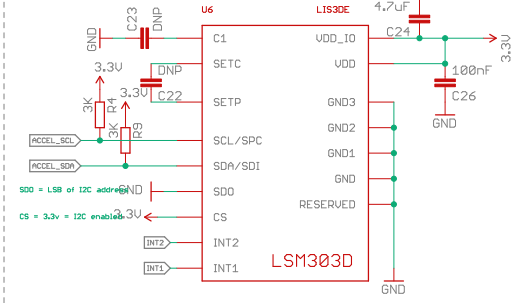 4.7uF
U6
LIS3DE
C23
DNP
GND
C1
VDD_IO
C24
3.3V
SETC
VDD
3.3V
DNP
100nF
3.3V
C22
C26
3K
R4
SETP
GND3
GND
3K
R9
GND2
ACCEL_SCL
SCL/SPC
GND1
ACCEL_SDA
SDA/SDI
GND
SDO = LSB of I2C address
GND
SDO
RESERVED
CS = 3.3v = I2C enabled
3.3V
CS
INT2
INT2
LSM303D
INT1
INT1
GND